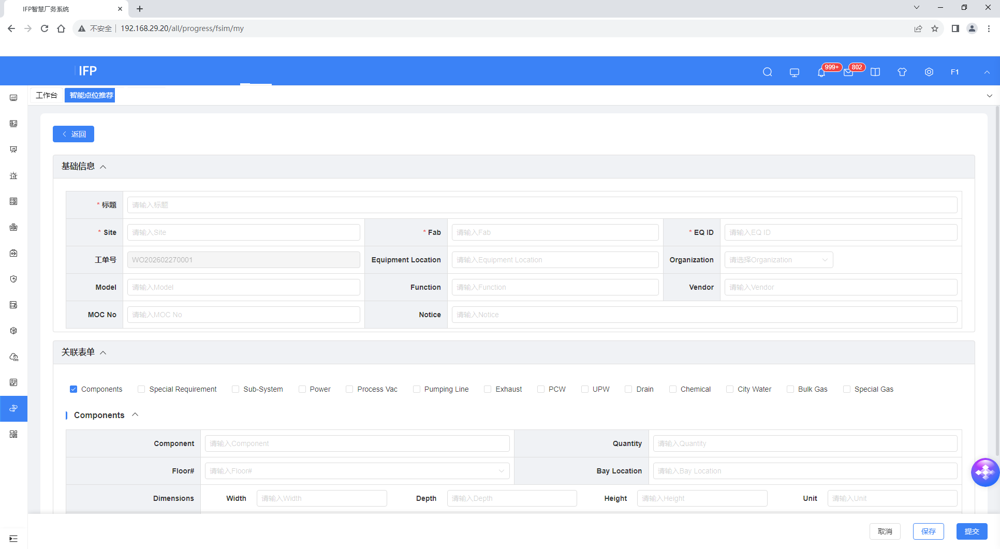 IFP智慧厂务系统
不安全 192.168.29.20/all/progress/fsim/my
IFP 999+ 802 F1
工作台 智能点位推荐
返回
基础信息
* 标题 请输入标题
* Site 请输入Site * Fab 请输入Fab * EQ ID 请输入EQ ID
工单号 WO202602270001 Equipment Location 请输入Equipment Location Organization 请选择Organization
Model 请输入Model Function 请输入Function Vendor 请输入Vendor
MOC No 请输入MOC No Notice 请输入Notice
关联表单
Components Special Requirement Sub-System Power Process Vac Pumping Line Exhaust PCW UPW Drain Chemical City Water Bulk Gas Special Gas
Components
Component 请输入Component Quantity 请输入Quantity
Floor# 请输入Floor# Bay Location 请输入Bay Location
Dimensions Width 请输入Width Depth 请输入Depth Height 请输入Height Unit 请输入Unit
取消 保存 提交